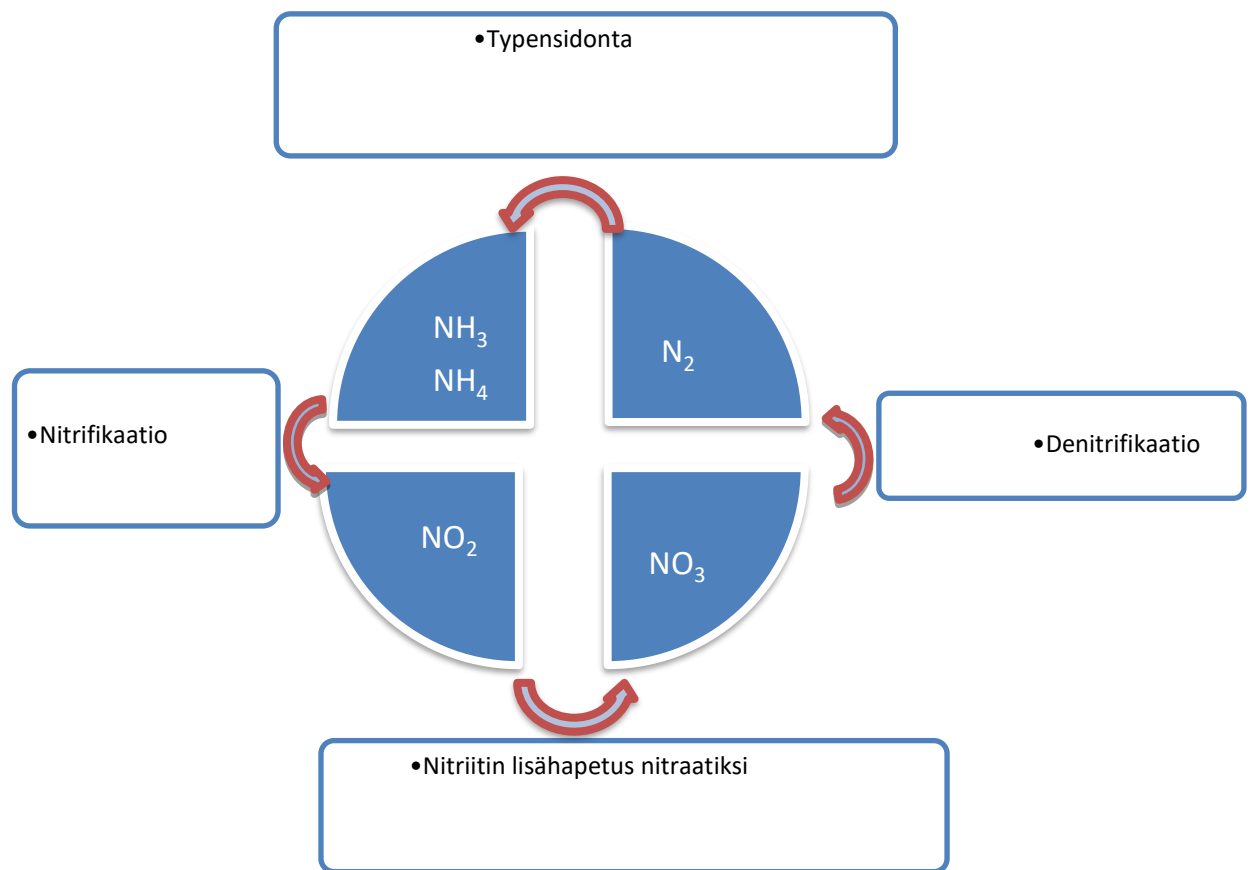 •Typensidonta
NH₃
NH₄
N₂
•Nitrifikaatio
•Denitrifikaatio
NO₂
NO₃
•Nitriitin lisähapetus nitraatiksi